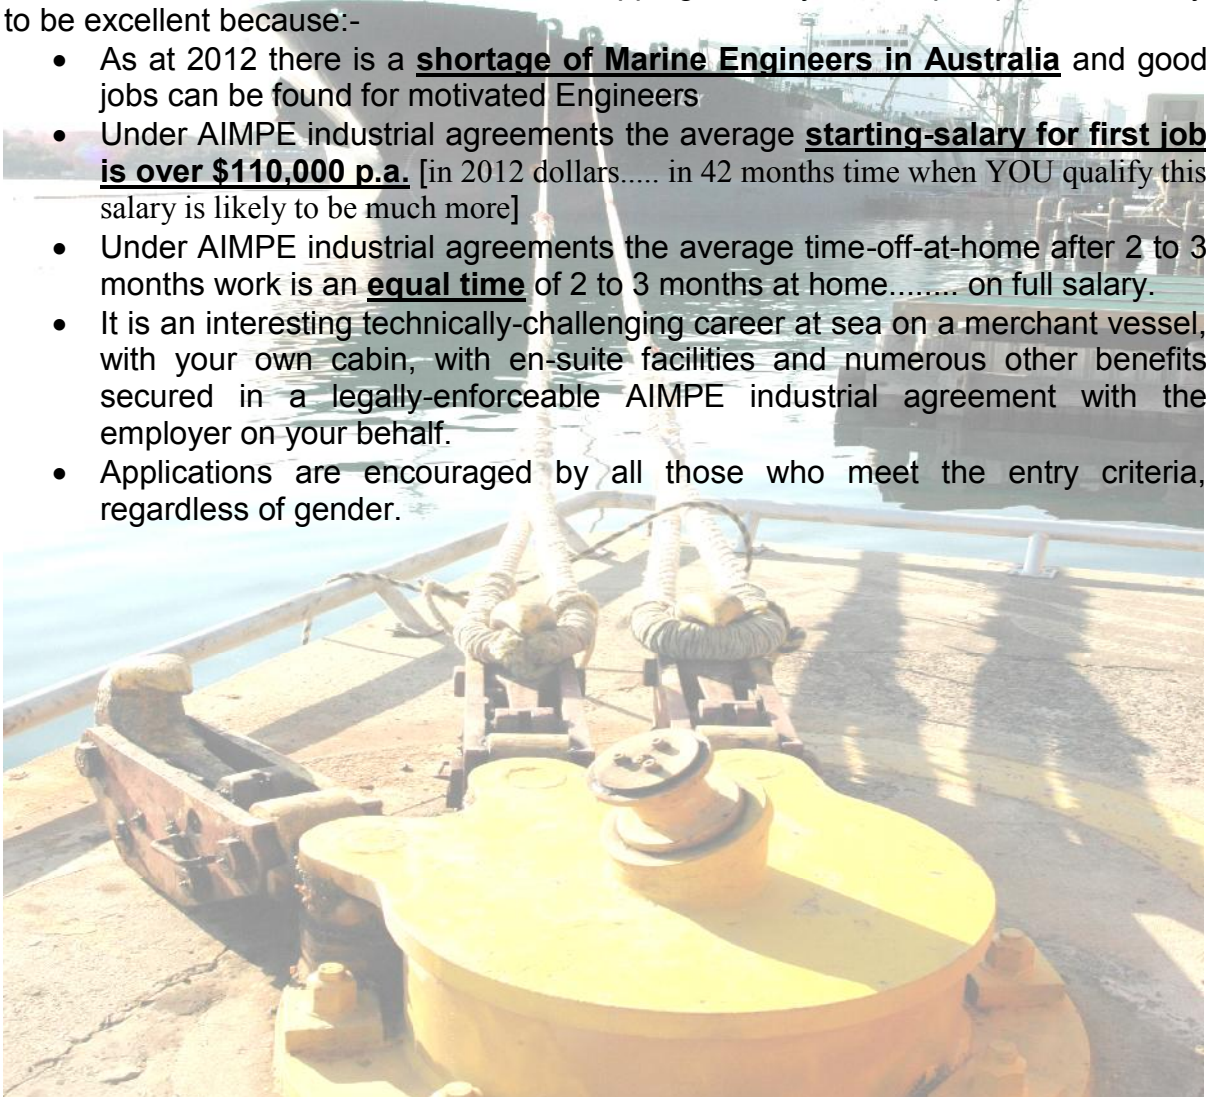 to be excellent because:-
• As at 2012 there is a shortage of Marine Engineers in Australia and good
jobs can be found for motivated Engineers
• Under AIMPE industrial agreements the average starting-salary for first job
is over $110,000 p.a. [in 2012 dollars..... in 42 months time when YOU qualify this
salary is likely to be much more]
• Under AIMPE industrial agreements the average time-off-at-home after 2 to 3
months work is an equal time of 2 to 3 months at home........ on full salary.
• It is an interesting technically-challenging career at sea on a merchant vessel,
with your own cabin, with en-suite facilities and numerous other benefits
secured in a legally-enforceable AIMPE industrial agreement with the
employer on your behalf.
• Applications are encouraged by all those who meet the entry criteria,
regardless of gender.